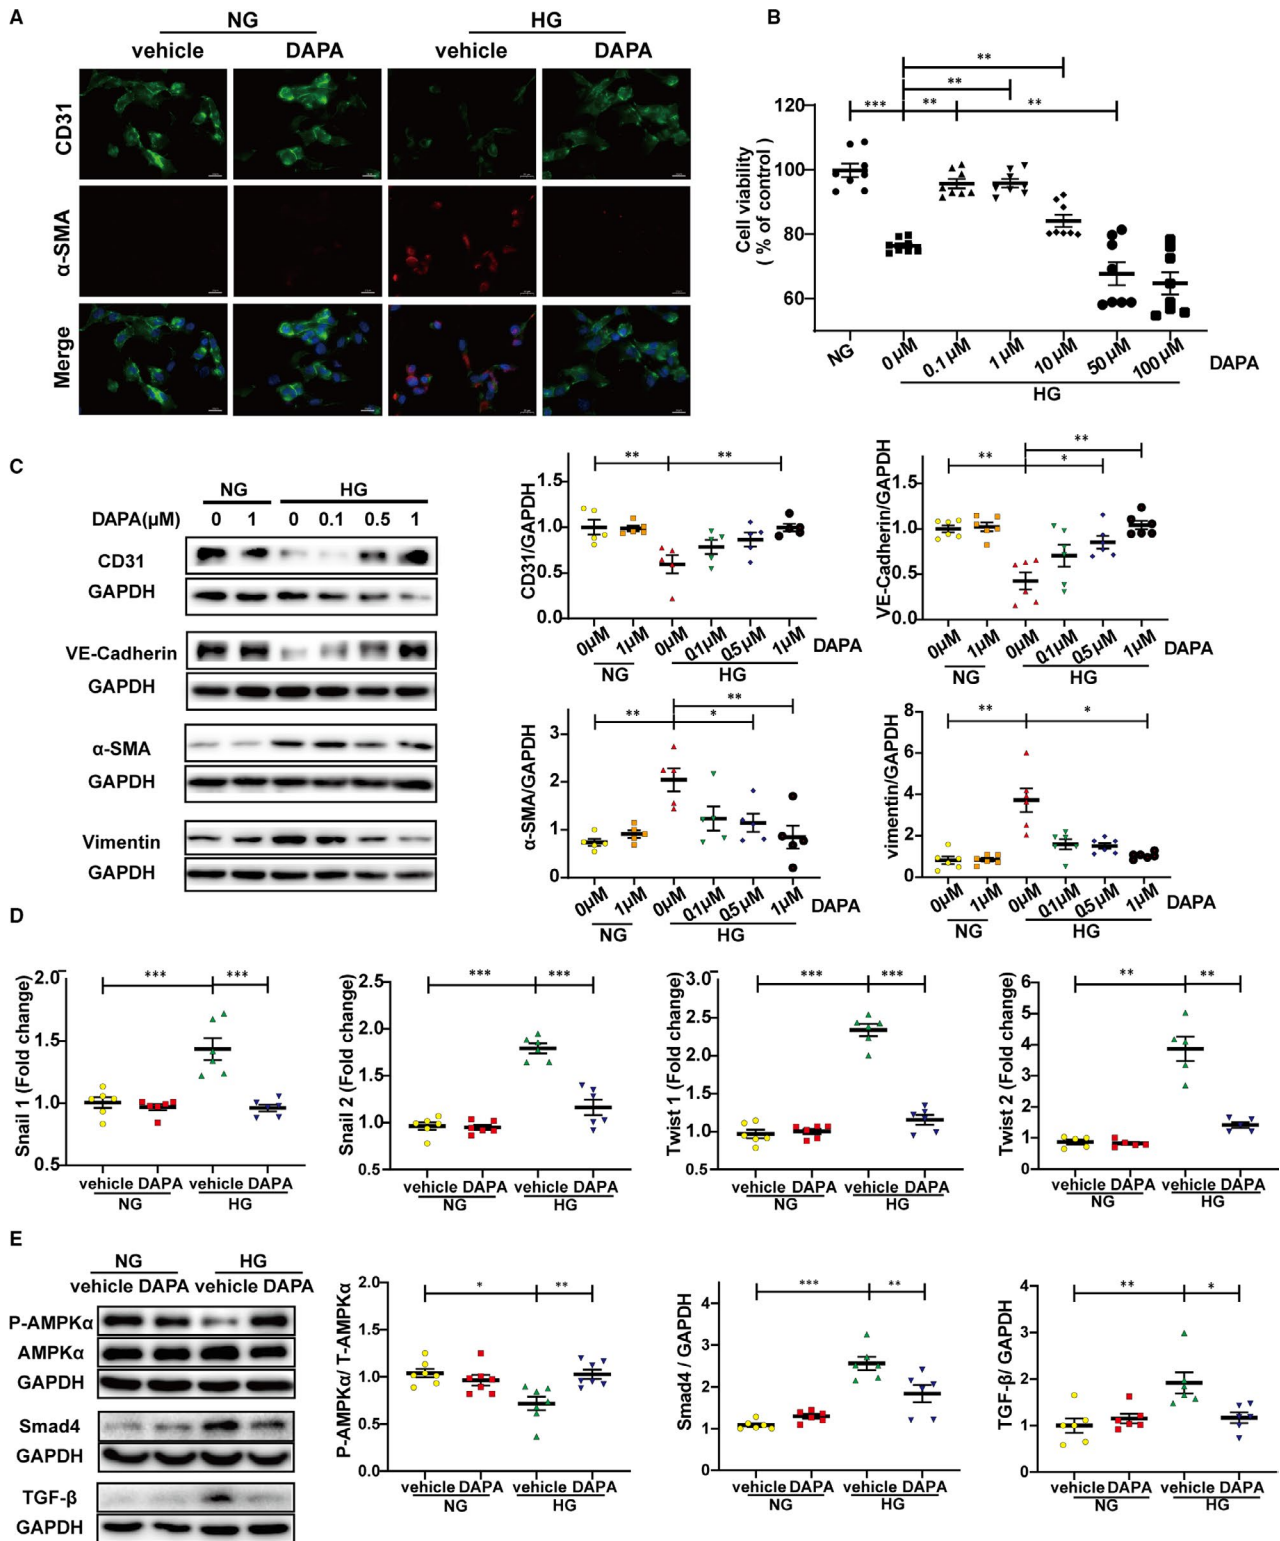 A
NG HG
vehicle DAPA vehicle DAPA
CD31
α-SMA
Merge
B
** 
**
*** ** **
Cell viability
( % of control )
120
100
80
60
NG 0 μM 0.1 μM 1 μM 10 μM 50 μM 100 μM DAPA
HG
C
NG HG
DAPA(μM) 0 1 0 0.1 0.5 1
CD31
GAPDH
VE-Cadherin
GAPDH
α-SMA
GAPDH
Vimentin
GAPDH
** **
CD31/GAPDH
1.5
1.0
0.5
0.0
0μM 1μM 0μM 0.1μM 0.5μM 1μM DAPA
NG HG
**
** *
VE-Cadherin/GAPDH
1.5
1.0
0.5
0.0
0μM 1μM 0μM 0.1μM 0.5μM 1μM DAPA
NG HG
**
** *
α-SMA/GAPDH
3
2
1
0
0μM 1μM 0μM 0.1μM 0.5μM 1μM DAPA
NG HG
** *
vimentin/GAPDH
8
6
4
2
0
0μM 1μM 0μM 0.1μM 0.5μM 1μM DAPA
NG HG
D
*** ***
Snail 1 (Fold change)
2.0
1.5
1.0
0.5
vehicle DAPA vehicle DAPA
NG HG
*** ***
Snail 2 (Fold change)
2.5
2.0
1.5
1.0
0.5
vehicle DAPA vehicle DAPA
NG HG
*** ***
Twist 1 (Fold change)
3.0
2.5
2.0
1.5
1.0
0.5
vehicle DAPA vehicle DAPA
NG HG
** **
Twist 2 (Fold change)
6
5
4
3
2
1
0
vehicle DAPA vehicle DAPA
NG HG
E
NG HG
vehicle DAPA vehicle DAPA
P-AMPKα
AMPKα
GAPDH
Smad4
GAPDH
TGF-β
GAPDH
* **
P-AMPKα/ T-AMPKα
2.0
1.5
1.0
0.5
0.0
vehicle DAPA vehicle DAPA
NG HG
*** **
Smad4 / GAPDH
4
3
2
1
0
vehicle DAPA vehicle DAPA
NG HG
** *
TGF-β/ GAPDH
4
3
2
1
0
vehicle DAPA vehicle DAPA
NG HG